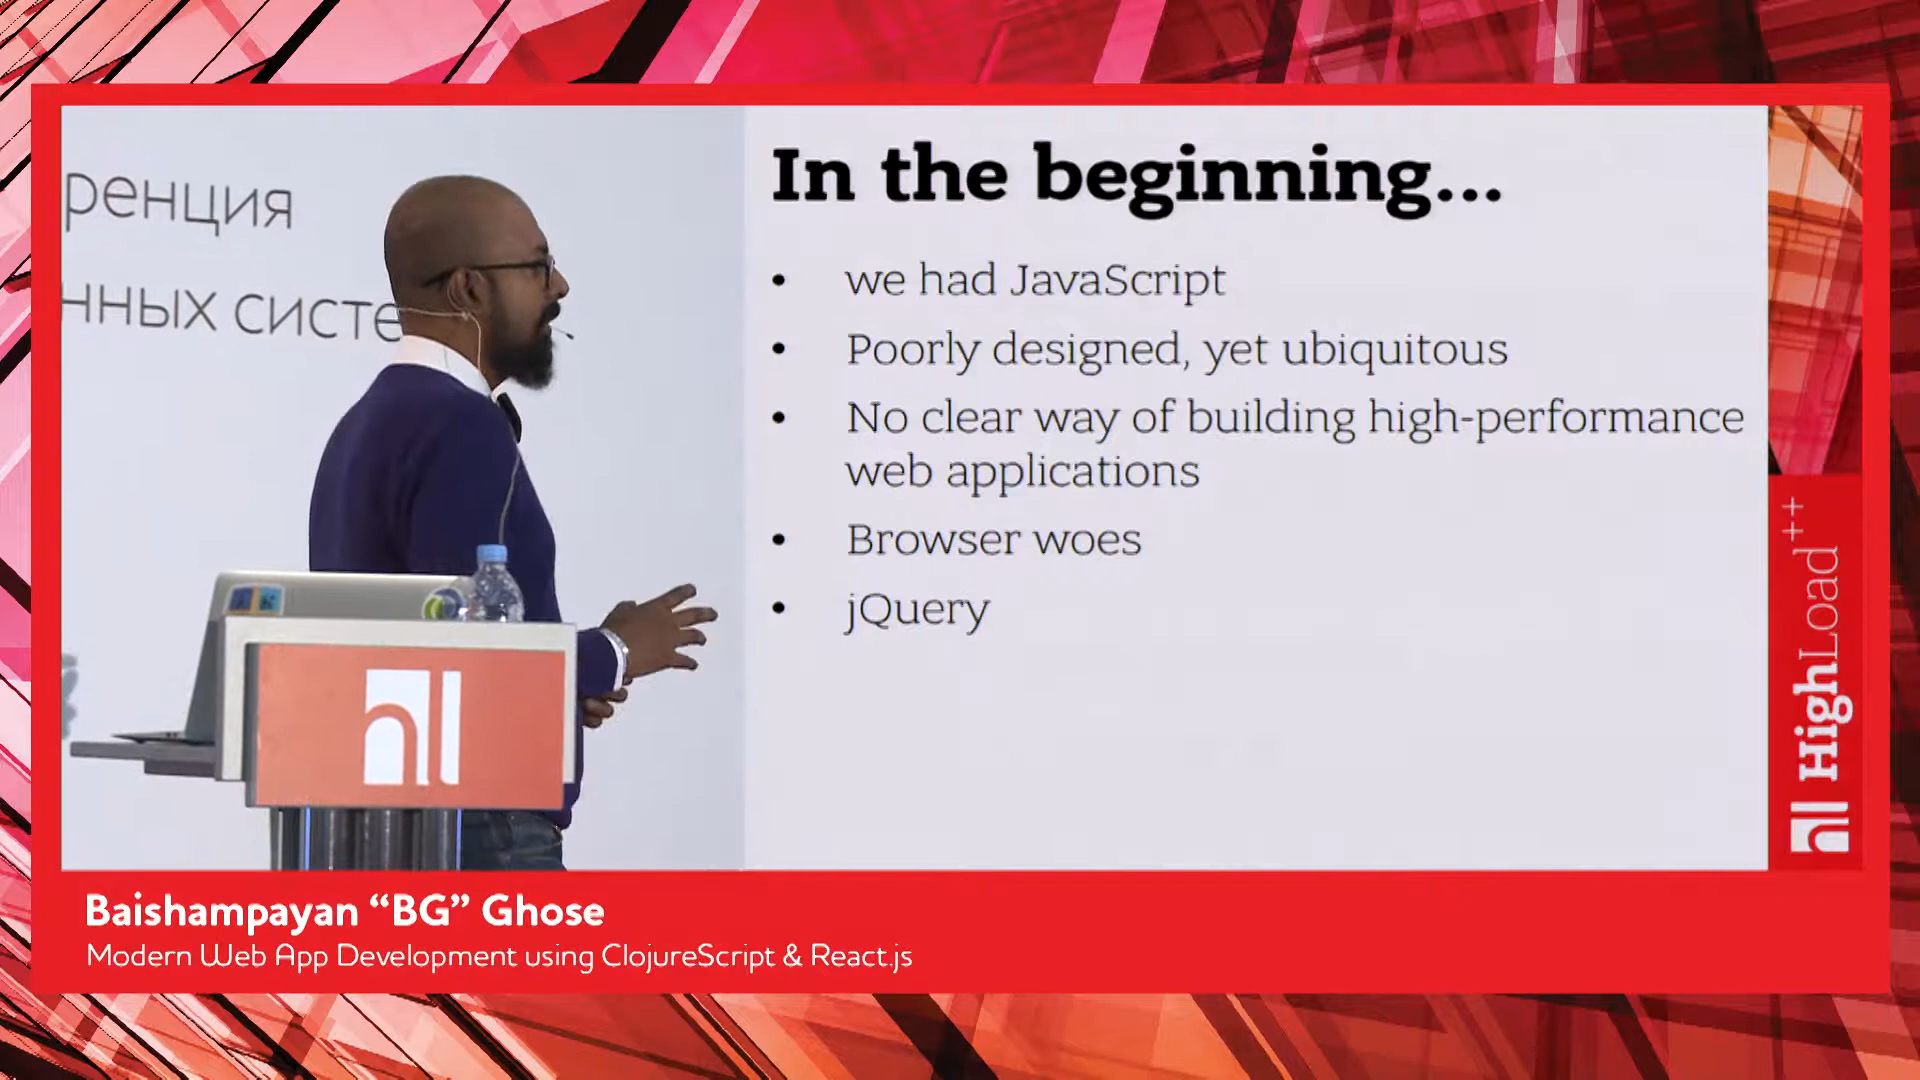 ренция
нных систе
In the beginning...
• we had JavaScript
• Poorly designed, yet ubiquitous
• No clear way of building high-performance
web applications
• Browser woes
• jQuery
HighLoad++
Baishampayan “BG” Ghose
Modern Web App Development using ClojureScript & React.js